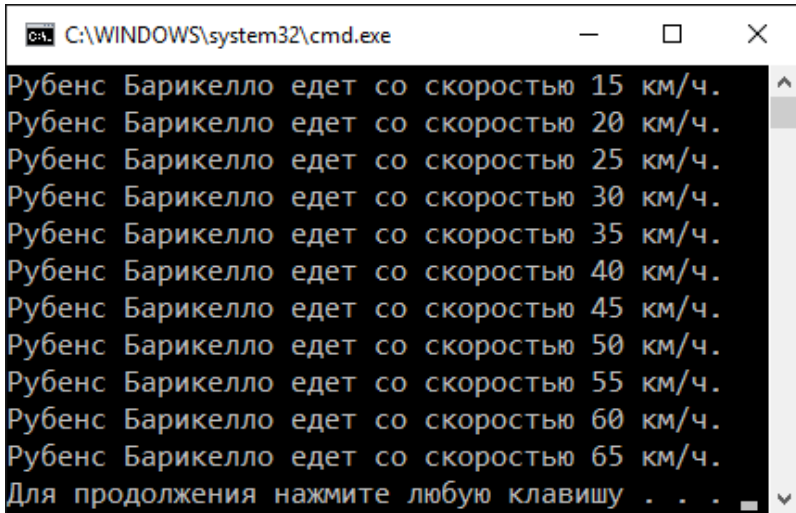 C:\WINDOWS\system32\cmd.exe
Рубенс Барикелло едет со скоростью 15 км/ч.
Рубенс Барикелло едет со скоростью 20 км/ч.
Рубенс Барикелло едет со скоростью 25 км/ч.
Рубенс Барикелло едет со скоростью 30 км/ч.
Рубенс Барикелло едет со скоростью 35 км/ч.
Рубенс Барикелло едет со скоростью 40 км/ч.
Рубенс Барикелло едет со скоростью 45 км/ч.
Рубенс Барикелло едет со скоростью 50 км/ч.
Рубенс Барикелло едет со скоростью 55 км/ч.
Рубенс Барикелло едет со скоростью 60 км/ч.
Рубенс Барикелло едет со скоростью 65 км/ч.
Для продолжения нажмите любую клавишу . . .